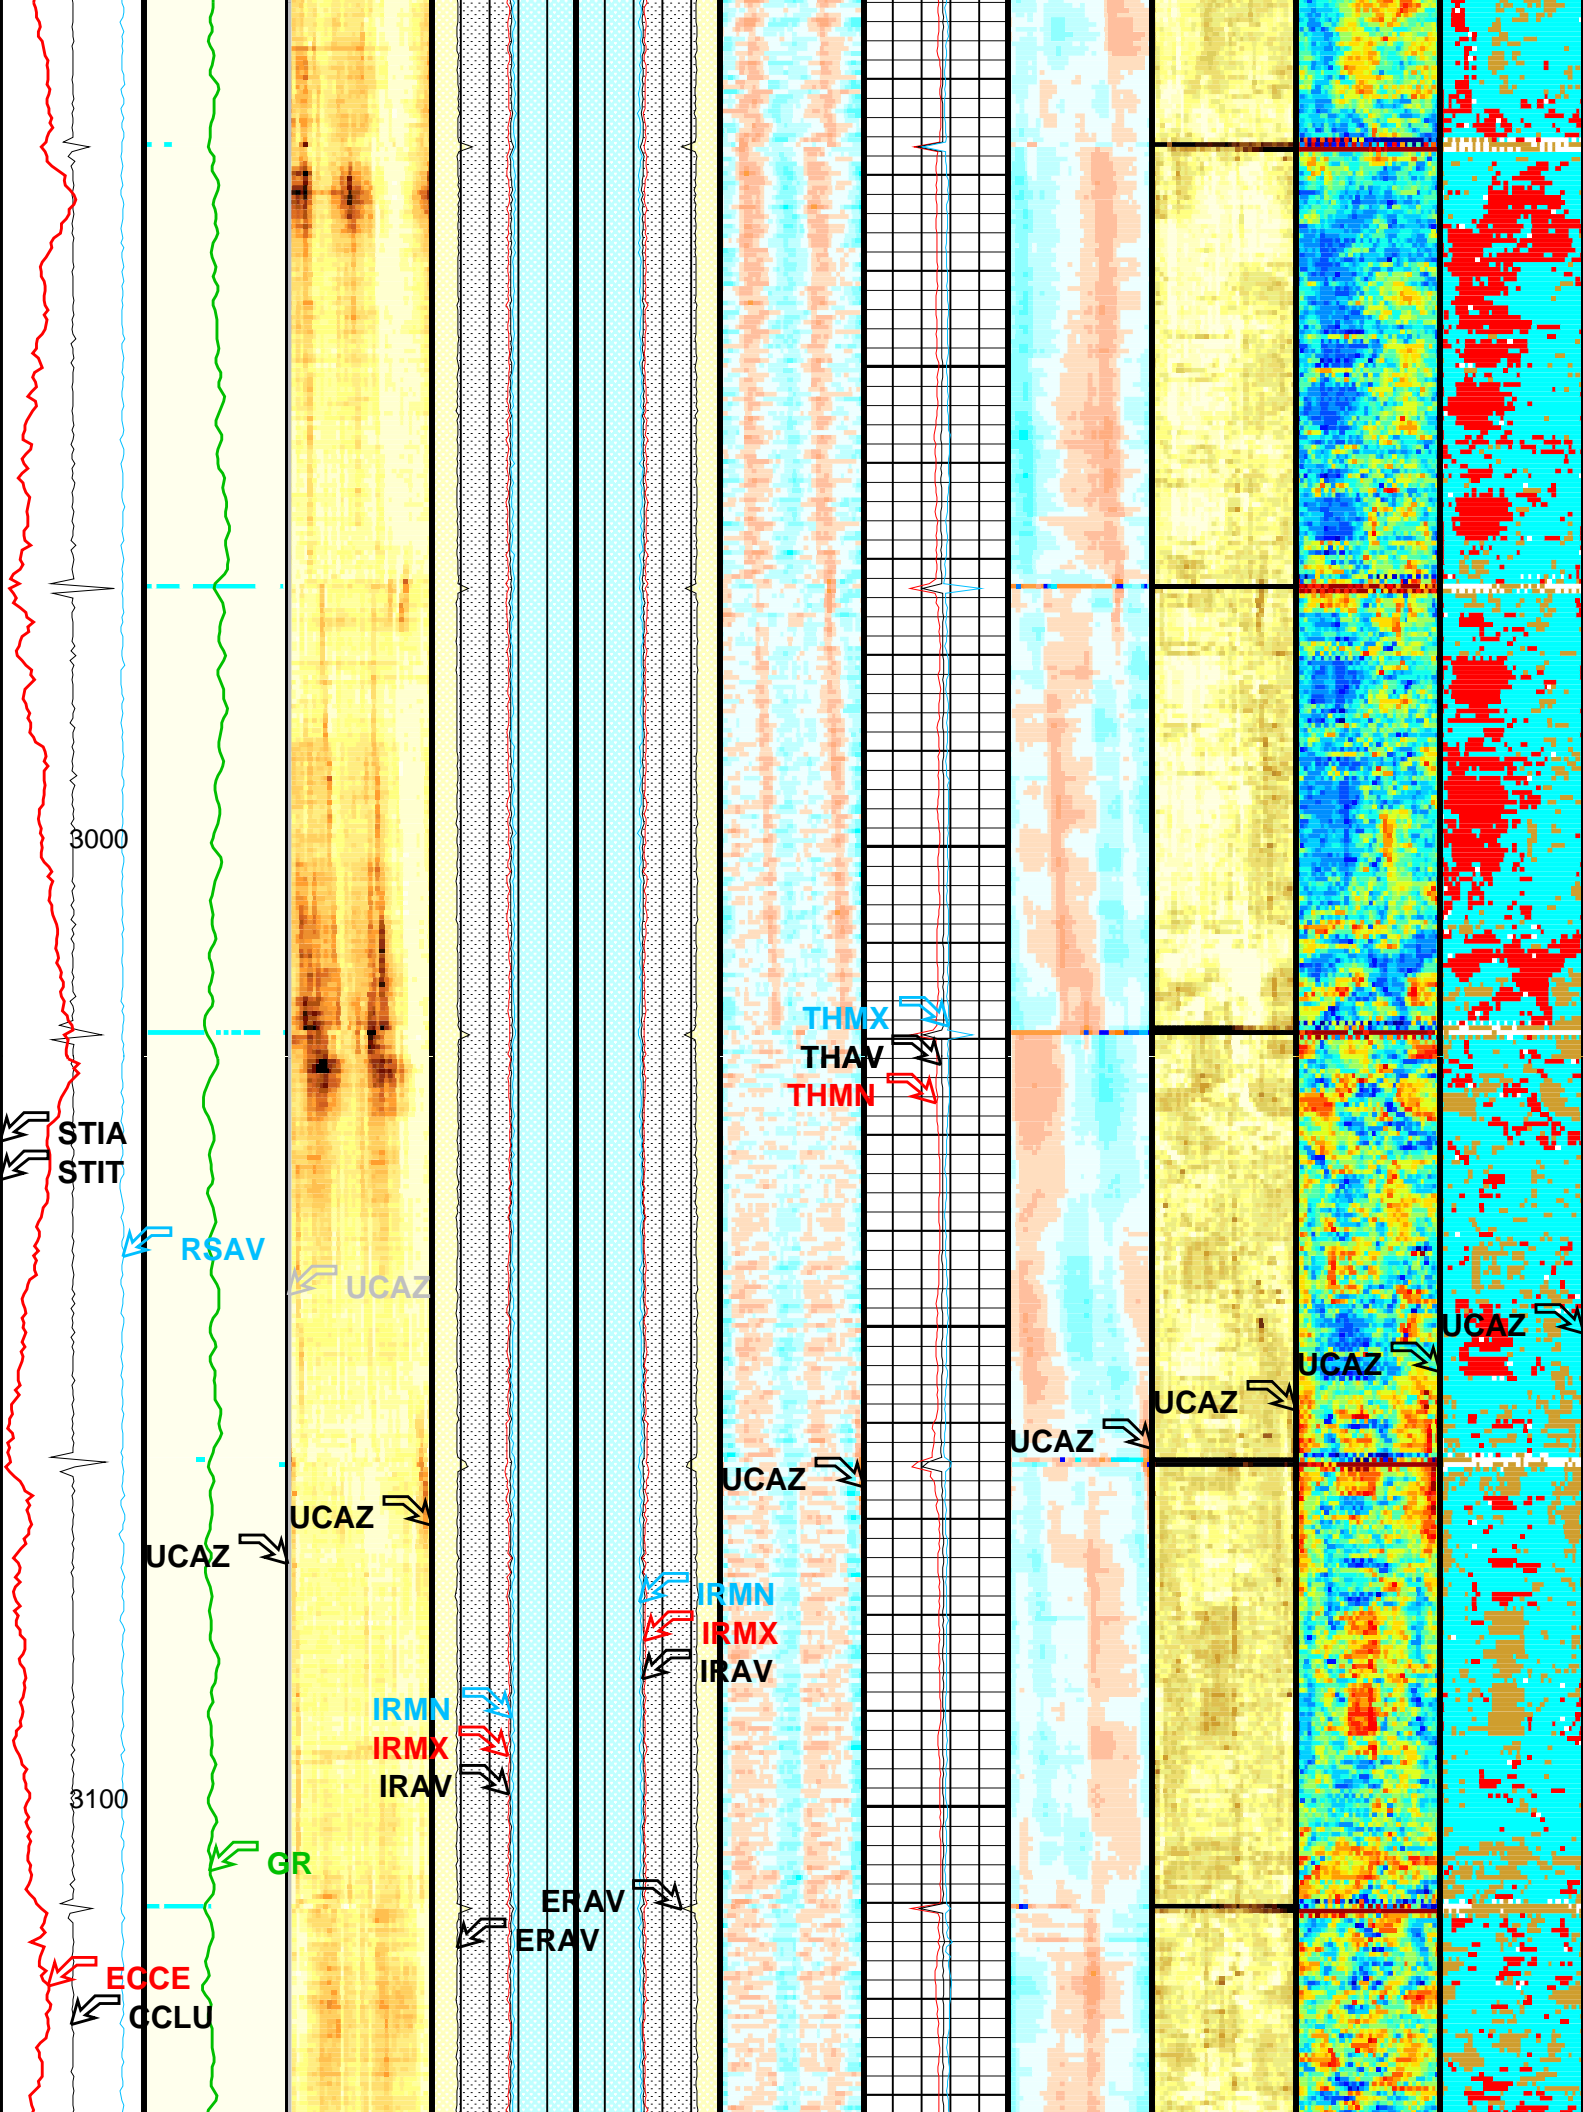 3000
THMX
THAV
THMN
STIA
STIT
RSAV
UCAZ
UCAZ
UCAZ
UCAZ
UCAZ
UCAZ
UCAZ
UCAZ
IRMN
IRMX
IRAV
IRMN
IRMX
IRAV
3100
GR
ERAV
ERAV
ECCE
CCLU